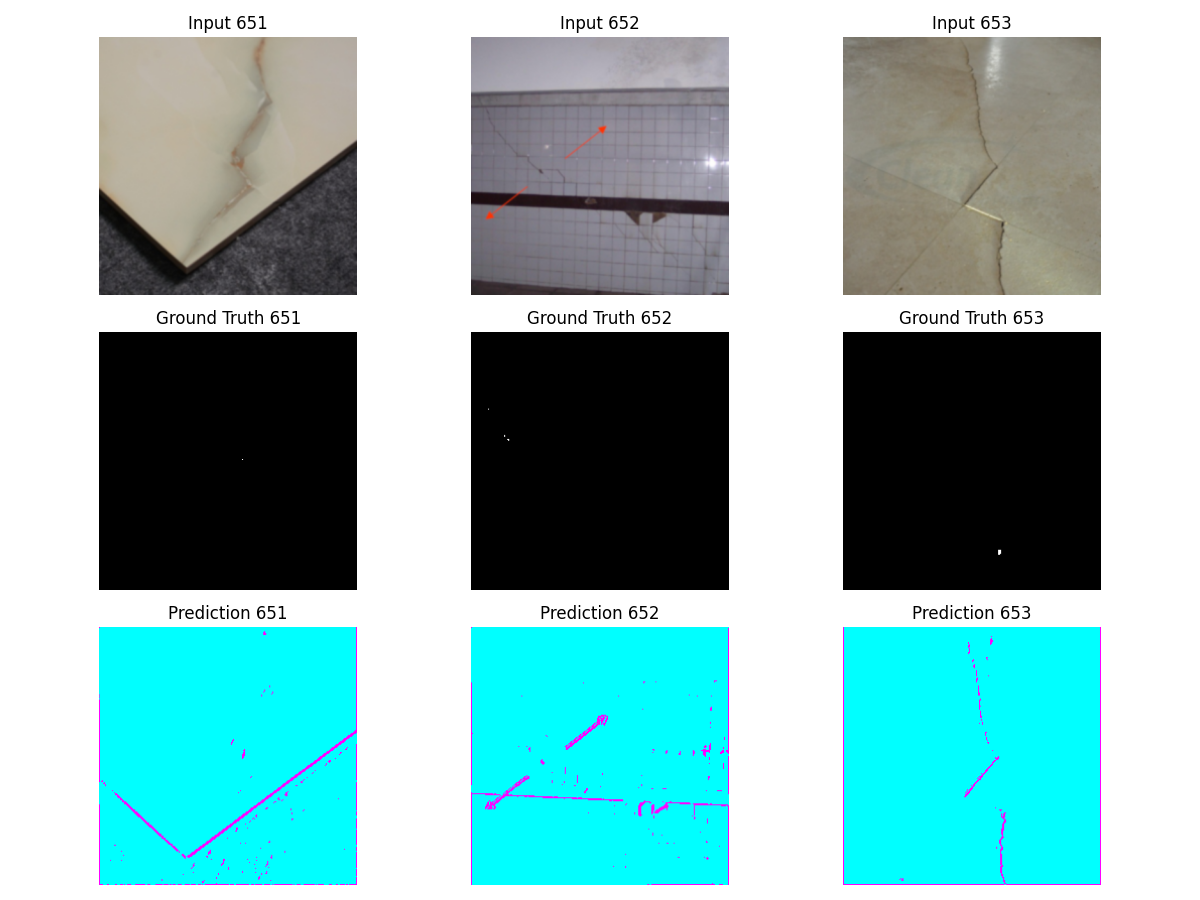 Input 651
Input 652
Input 653
Ground Truth 651
Ground Truth 652
Ground Truth 653
Prediction 651
Prediction 652
Prediction 653